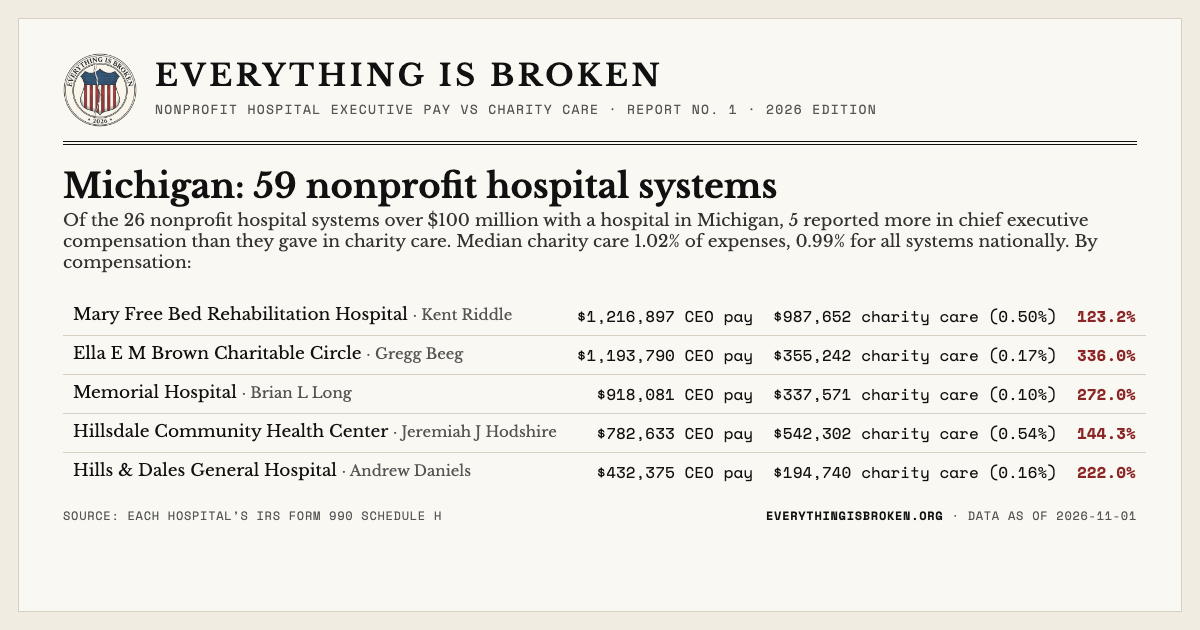 EVERYTHING IS BROKEN
2026
EVERYTHING IS BROKEN
NONPROFIT HOSPITAL EXECUTIVE PAY VS CHARITY CARE · REPORT NO. 1 · 2026 EDITION
Michigan: 59 nonprofit hospital systems
Of the 26 nonprofit hospital systems over $100 million with a hospital in Michigan, 5 reported more in chief executive
compensation than they gave in charity care. Median charity care 1.02% of expenses, 0.99% for all systems nationally. By
compensation:
Mary Free Bed Rehabilitation Hospital · Kent Riddle $1,216,897 CEO pay $987,652 charity care (0.50%) 123.2%
Ella E M Brown Charitable Circle · Gregg Beeg $1,193,790 CEO pay $355,242 charity care (0.17%) 336.0%
Memorial Hospital · Brian L Long $918,081 CEO pay $337,571 charity care (0.10%) 272.0%
Hillsdale Community Health Center · Jeremiah J Hodshire $782,633 CEO pay $542,302 charity care (0.54%) 144.3%
Hills & Dales General Hospital · Andrew Daniels $432,375 CEO pay $194,740 charity care (0.16%) 222.0%
SOURCE: EACH HOSPITAL'S IRS FORM 990 SCHEDULE H
EVERYTHINGISBROKEN.ORG · DATA AS OF 2026-11-01